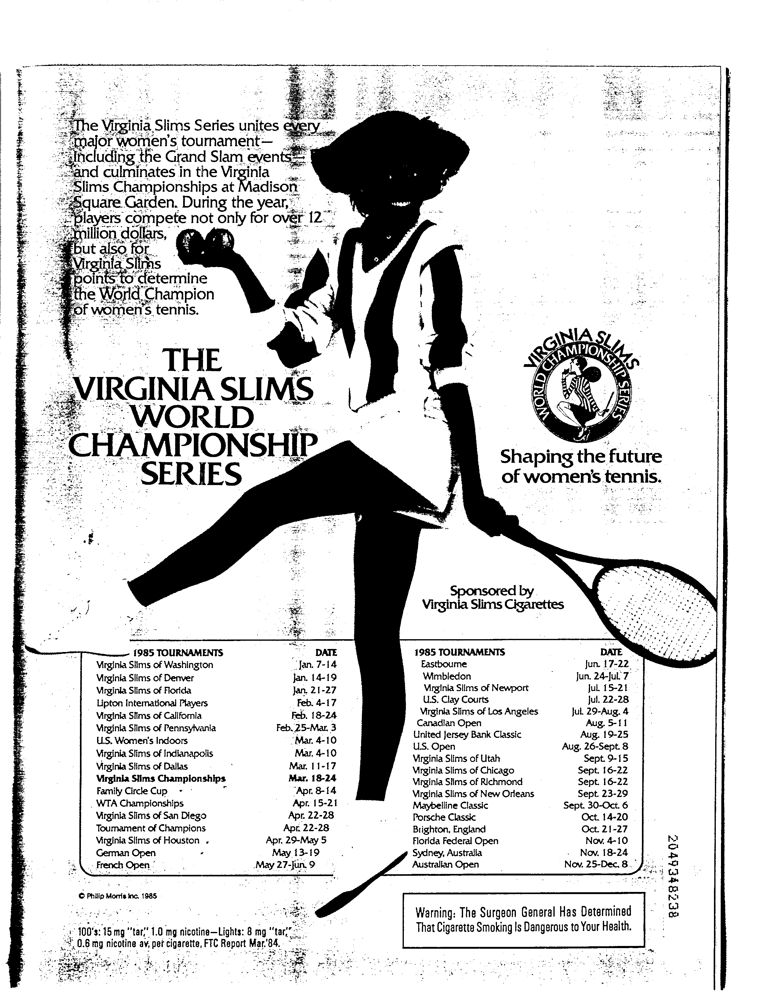 The Virginia Slims Series unites every
major women's tournament—
including the Grand Slam events—
and culminates in the Virginia
Slims Championships at Madison
Square Garden. During the year,
players compete not only for over 12
million dollars,
but also for
Virginia Slims
points to determine
the World Champion
of women's tennis.
THE
VIRGINIA SLIMS
WORLD
CHAMPIONSHIP
SERIES
VIRGINIA SLIMS
WORLD CHAMPIONSHIP SERIES
Shaping the future
of women's tennis.
Sponsored by
Virginia Slims Cigarettes
1985 TOURNAMENTS DATE
Virginia Slims of Washington Jan. 7-14
Virginia Slims of Denver Jan. 14-19
Virginia Slims of Florida Jan. 21-27
Lipton International Players Feb. 4-17
Virginia Slims of California Feb. 18-24
Virginia Slims of Pennsylvania Feb. 25-Mar. 3
U.S. Women's Indoors Mar. 4-10
Virginia Slims of Indianapolis Mar. 4-10
Virginia Slims of Dallas Mar. 11-17
Virginia Slims Championships Mar. 18-24
Family Circle Cup Apr. 8-14
WTA Championships Apr. 15-21
Virginia Slims of San Diego Apr. 22-28
Tournament of Champions Apr. 22-28
Virginia Slims of Houston Apr. 29-May 5
German Open May 13-19
French Open May 27-Jun. 9
1985 TOURNAMENTS DATE
Eastbourne Jun. 17-22
Wimbledon Jun. 24-Jul. 7
Virginia Slims of Newport Jul. 15-21
U.S. Clay Courts Jul. 22-28
Virginia Slims of Los Angeles Jul. 29-Aug. 4
Canadian Open Aug. 5-11
United Jersey Bank Classic Aug. 19-25
U.S. Open Aug. 26-Sept. 8
Virginia Slims of Utah Sept. 9-15
Virginia Slims of Chicago Sept. 16-22
Virginia Slims of Richmond Sept. 16-22
Virginia Slims of New Orleans Sept. 23-29
Maybelline Classic Sept. 30-Oct. 6
Porsche Classic Oct. 14-20
Brighton, England Oct. 21-27
Florida Federal Open Nov. 4-10
Sydney, Australia Nov. 18-24
Australian Open Nov. 25-Dec. 8
© Philip Morris Inc. 1985
100's: 15 mg "tar," 1.0 mg nicotine—Lights: 8 mg "tar,"
0.6 mg nicotine av. per cigarette, FTC Report Mar.'84.
Warning: The Surgeon General Has Determined
That Cigarette Smoking Is Dangerous to Your Health.
2049348238